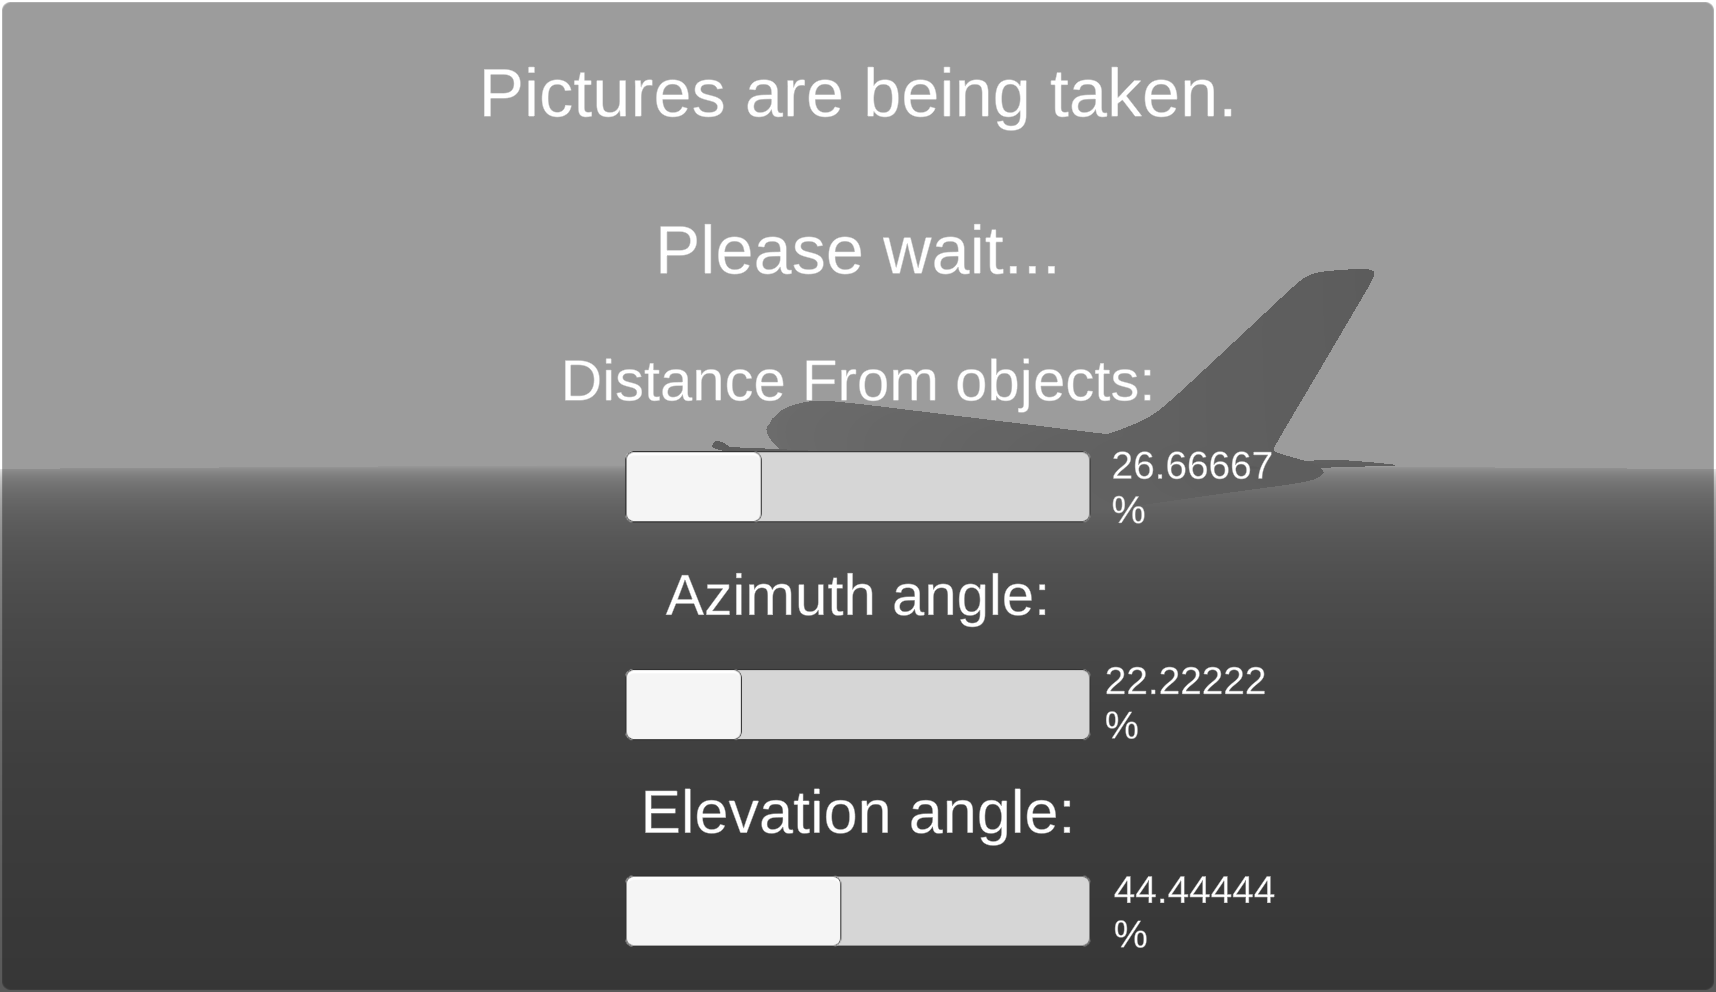 Pictures are being taken.
Please wait...
Distance From objects:
26.66667
%
Azimuth angle:
22.22222
%
Elevation angle:
44.44444
%